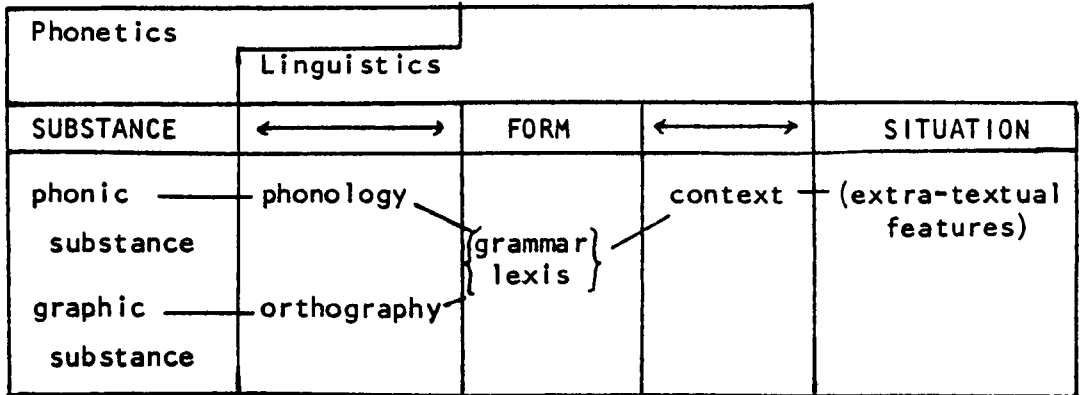 Phonetics
Linguistics
SUBSTANCE ←→ FORM ←→ SITUATION
phonic phonology context (extra-textual
substance {grammar features)
lexis}
graphic orthography
substance